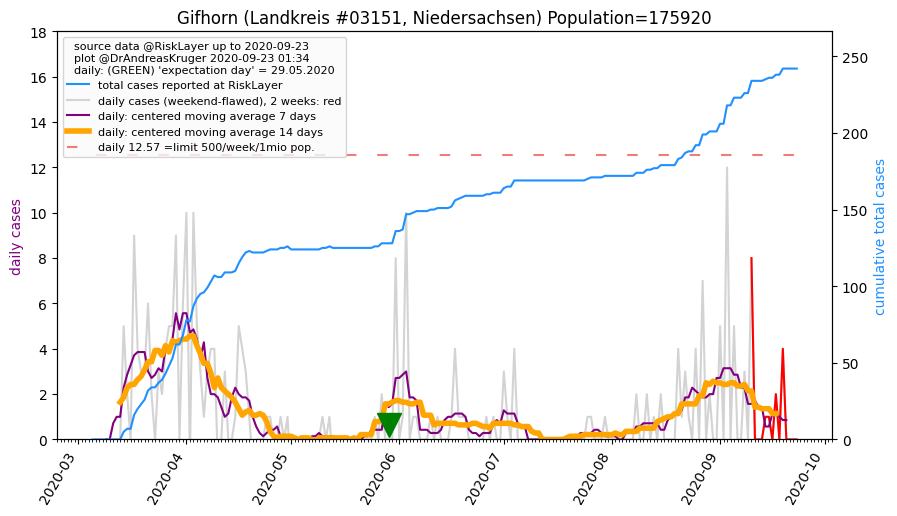 Gifhorn (Landkreis #03151, Niedersachsen) Population=175920
source data @RiskLayer up to 2020-09-23
plot @DrAndreasKruger 2020-09-23 01:34
daily: (GREEN) 'expectation day' = 29.05.2020
total cases reported at RiskLayer
daily cases (weekend-flawed), 2 weeks: red
daily: centered moving average 7 days
daily: centered moving average 14 days
daily 12.57 =limit 500/week/1mio pop.
daily cases
18
16
14
12
10
8
6
4
2
0
cumulative total cases
250
200
150
100
50
0
2020-03
2020-04
2020-05
2020-06
2020-07
2020-08
2020-09
2020-10